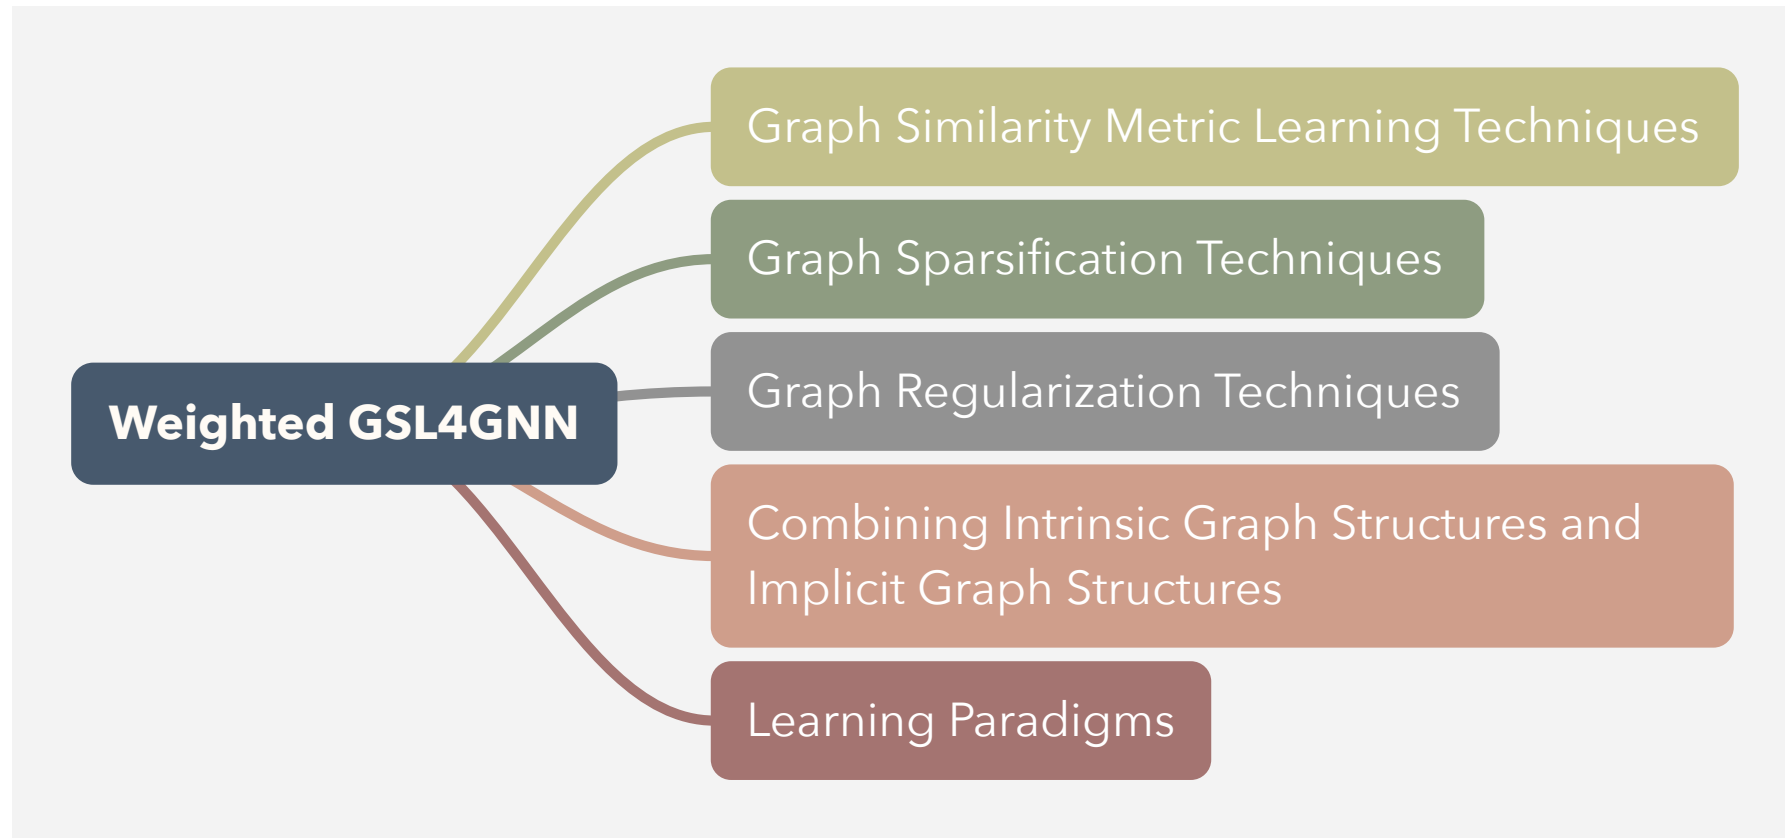 Graph Similarity Metric Learning Techniques
Graph Sparsification Techniques
Weighted GSL4GNN
Graph Regularization Techniques
Combining Intrinsic Graph Structures and
Implicit Graph Structures
Learning Paradigms